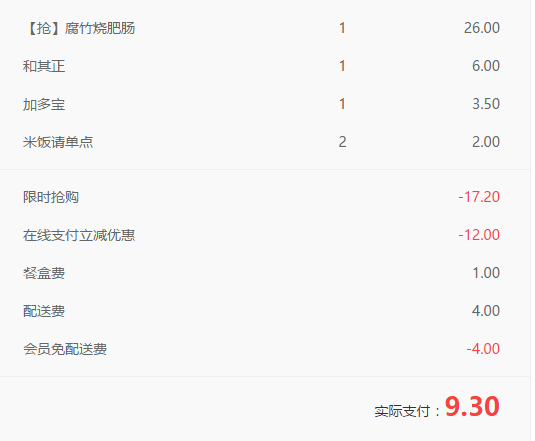 【抢】腐竹烧肥肠 1 26.00
和其正 1 6.00
加多宝 1 3.50
米饭请单点 2 2.00
限时抢购 -17.20
在线支付立减优惠 -12.00
餐盒费 1.00
配送费 4.00
会员免配送费 -4.00
实际支付：9.30